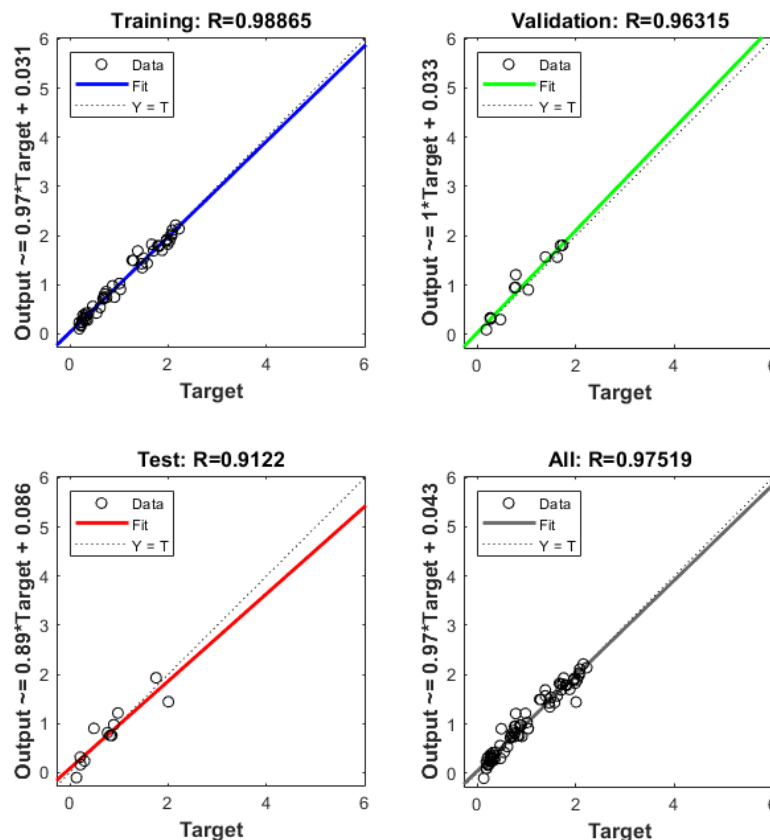 Training: R=0.98865
Output ~= 0.97*Target + 0.031
6
5
4
3
2
1
0
Data
Fit
Y = T
0 2 4 6
Target
Validation: R=0.96315
Output ~= 1*Target + 0.033
6
5
4
3
2
1
0
Data
Fit
Y = T
0 2 4 6
Target
Test: R=0.9122
Output ~= 0.89*Target + 0.086
6
5
4
3
2
1
0
Data
Fit
Y = T
0 2 4 6
Target
All: R=0.97519
Output ~= 0.97*Target + 0.043
6
5
4
3
2
1
0
Data
Fit
Y = T
0 2 4 6
Target